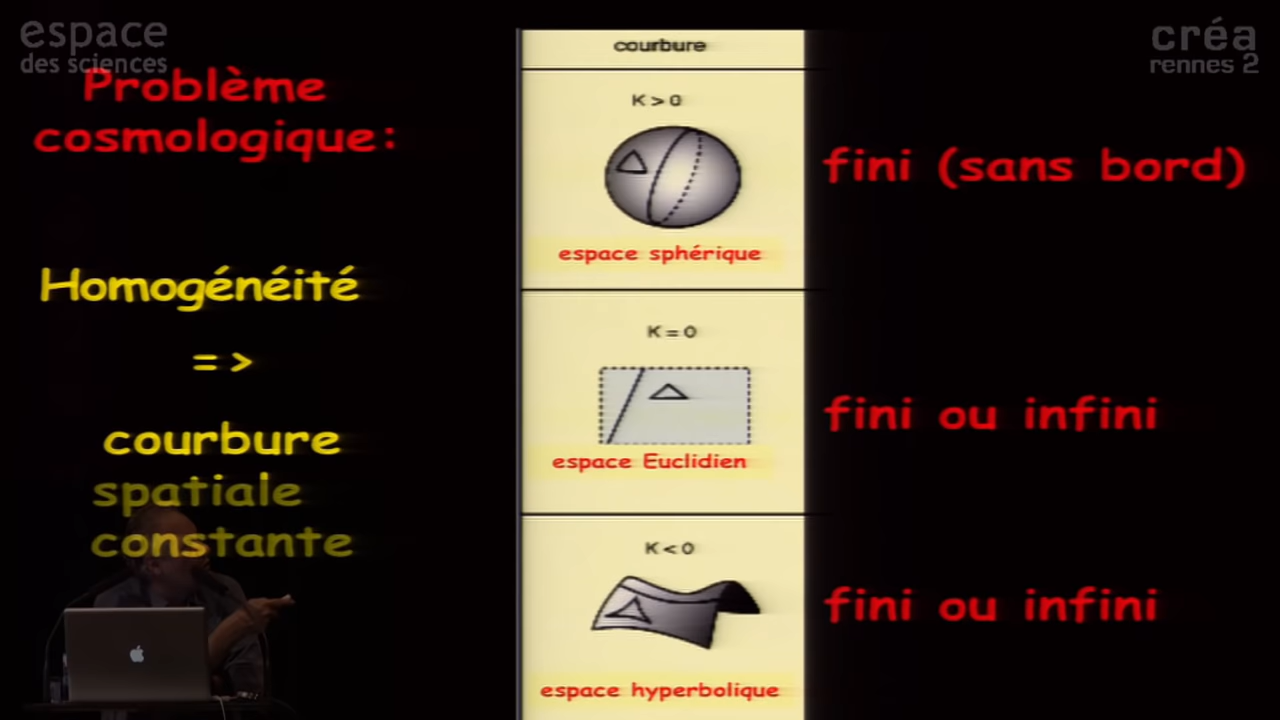 espace
des sciences
créa
rennes 2
Problème
cosmologique:
Homogénéité
=>
courbure
spatiale
constante
courbure
K > 0
espace sphérique
fini (sans bord)
K = 0
espace Euclidien
fini ou infini
K < 0
espace hyperbolique
fini ou infini